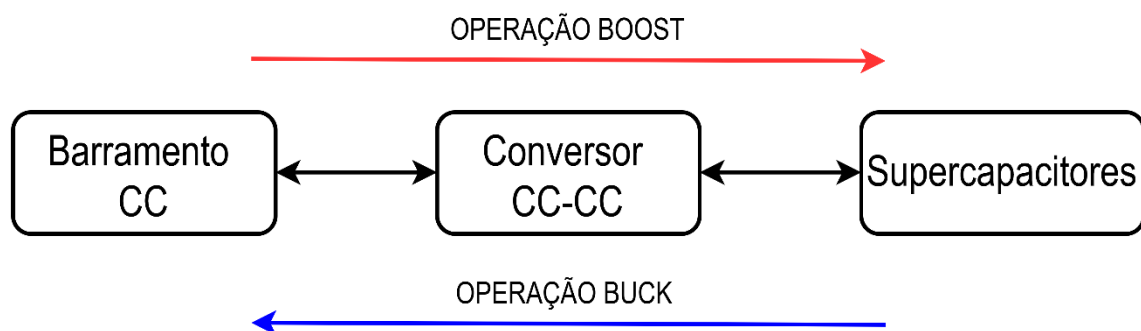 OPERAÇÃO BOOST
Barramento
CC
Conversor
CC-CC
Supercapacitores
OPERAÇÃO BUCK